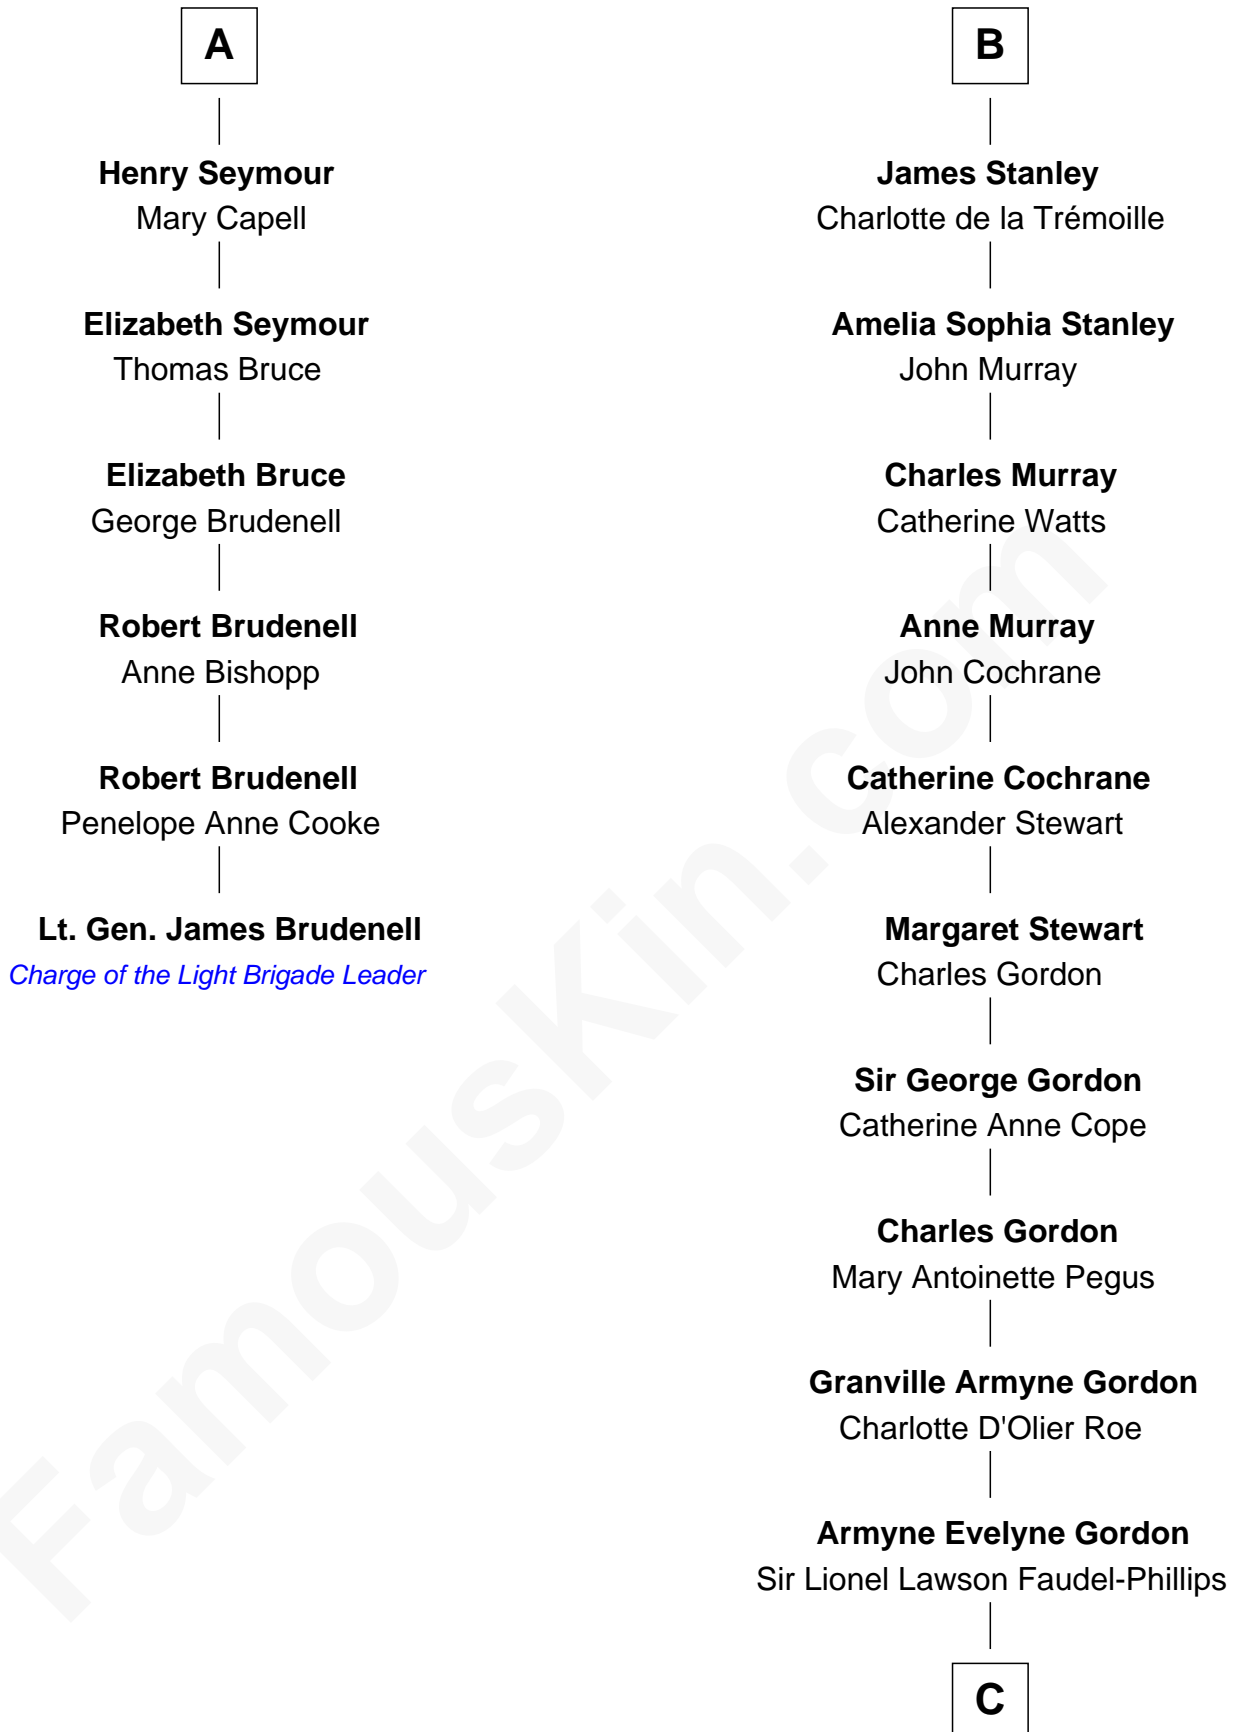 A
Henry Seymour
Mary Capell
Elizabeth Seymour
Thomas Bruce
Elizabeth Bruce
George Brudenell
Robert Brudenell
Anne Bishopp
Robert Brudenell
Penelope Anne Cooke
Lt. Gen. James Brudenell
Charge of the Light Brigade Leader
B
James Stanley
Charlotte de la Trémoille
Amelia Sophia Stanley
John Murray
Charles Murray
Catherine Watts
Anne Murray
John Cochrane
Catherine Cochrane
Alexander Stewart
Margaret Stewart
Charles Gordon
Sir George Gordon
Catherine Anne Cope
Charles Gordon
Mary Antoinette Pegus
Granville Armyne Gordon
Charlotte D'Olier Roe
Armyne Evelyne Gordon
Sir Lionel Lawson Faudel-Phillips
C
FamousKin.com